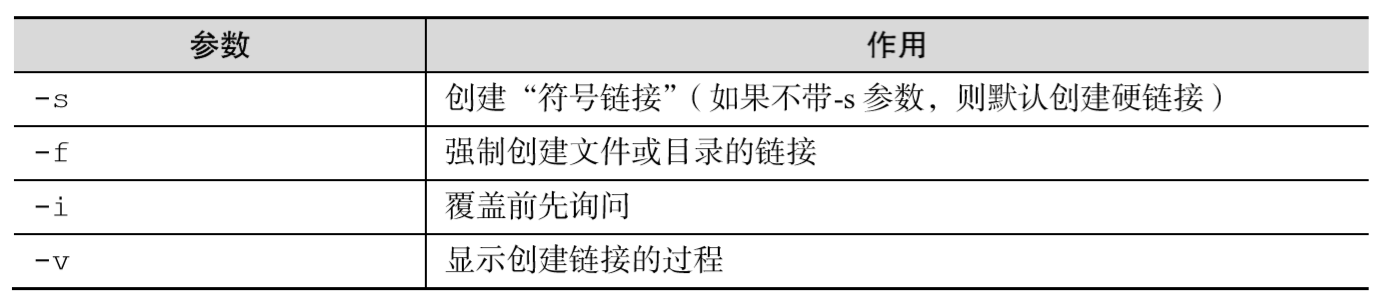 参数 作用
-s 创建“符号链接”（如果不带-s 参数，则默认创建硬链接）
-f 强制创建文件或目录的链接
-i 覆盖前先询问
-v 显示创建链接的过程